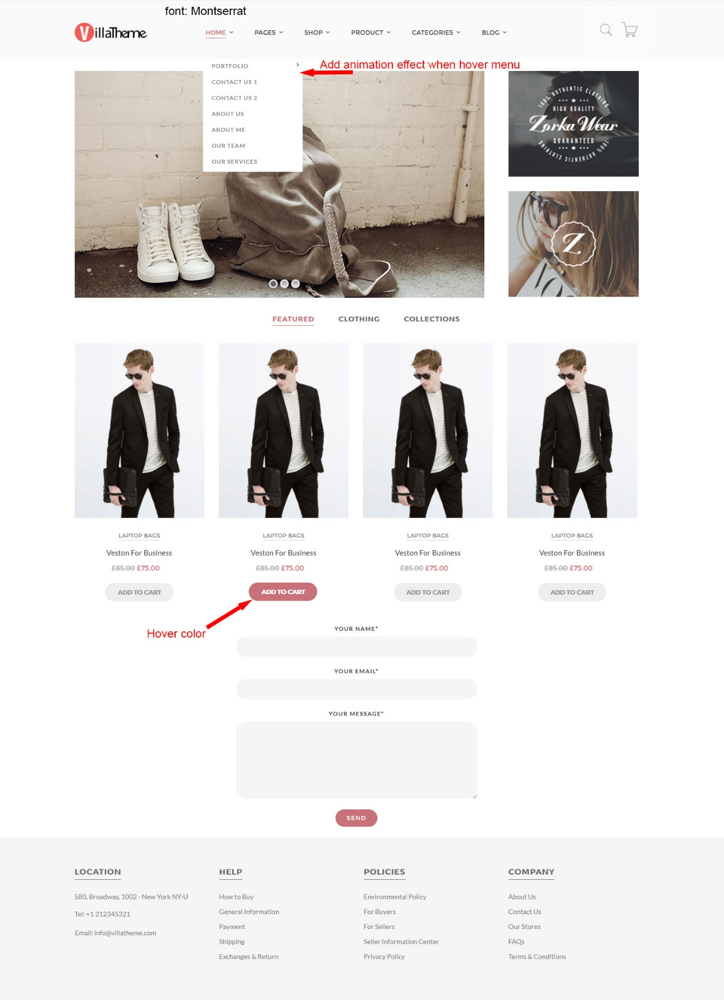 font: Montserrat
VillaTheme
HOME PAGES SHOP PRODUCT CATEGORIES BLOG
Add animation effect when hover menu
PORTFOLIO
CONTACT US 1
CONTACT US 2
ABOUT US
ABOUT ME
OUR TEAM
OUR SERVICES
100% AUTHENTIC CLOTHING
HIGH QUALITY
Zorka Wear
GUARANTEED
100% AUTHENTIC CLOTHING
Z
FEATURED CLOTHING COLLECTIONS
LAPTOP BAGS LAPTOP BAGS LAPTOP BAGS LAPTOP BAGS
Veston For Business Veston For Business Veston For Business Veston For Business
£85.00 £75.00 £85.00 £75.00 £85.00 £75.00 £85.00 £75.00
ADD TO CART ADD TO CART ADD TO CART ADD TO CART
Hover color
YOUR NAME*
YOUR EMAIL*
YOUR MESSAGE*
SEND
LOCATION
580, Broadway, 1002 - New York NY-U
Tel: +1 212345321
Email: info@villatheme.com
HELP
How to Buy
General Information
Payment
Shipping
Exchanges & Return
POLICIES
Environmental Policy
For Buyers
For Sellers
Seller Information Center
Privacy Policy
COMPANY
About Us
Contact Us
Our Stores
FAQs
Terms & Conditions